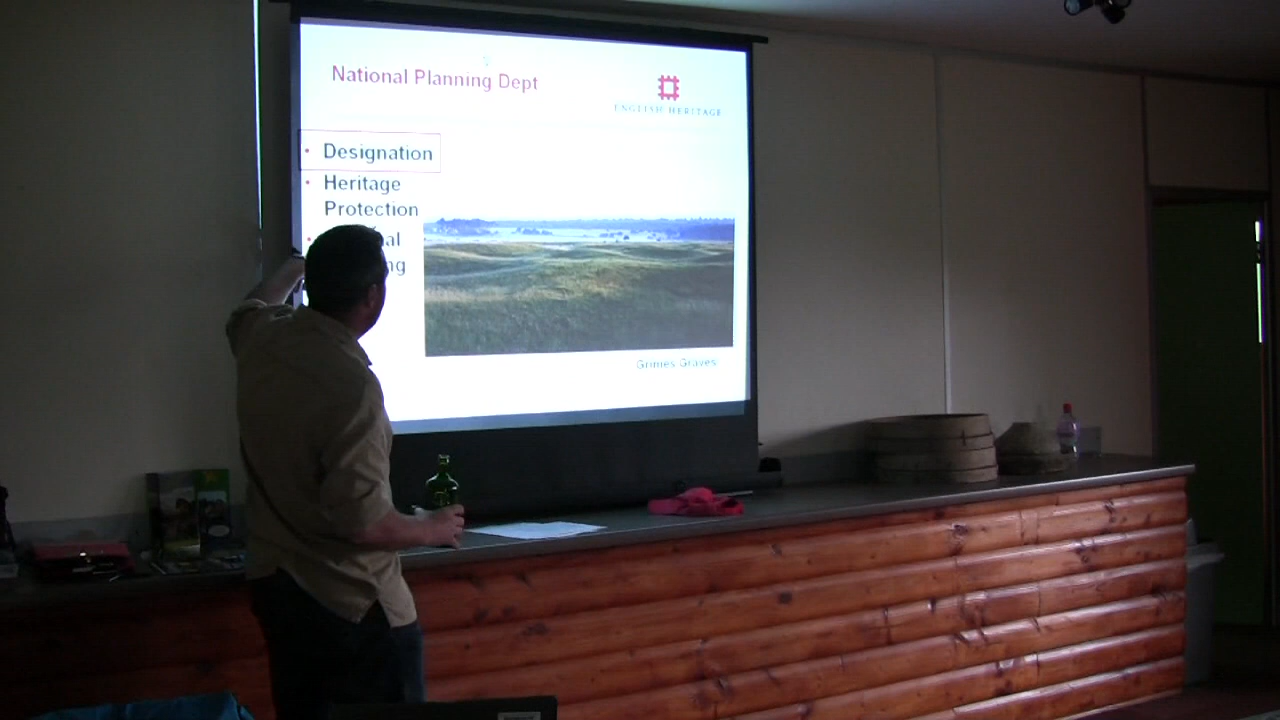 National Planning Dept
ENGLISH HERITAGE
• Designation
• Heritage
Protection
Grimes Graves